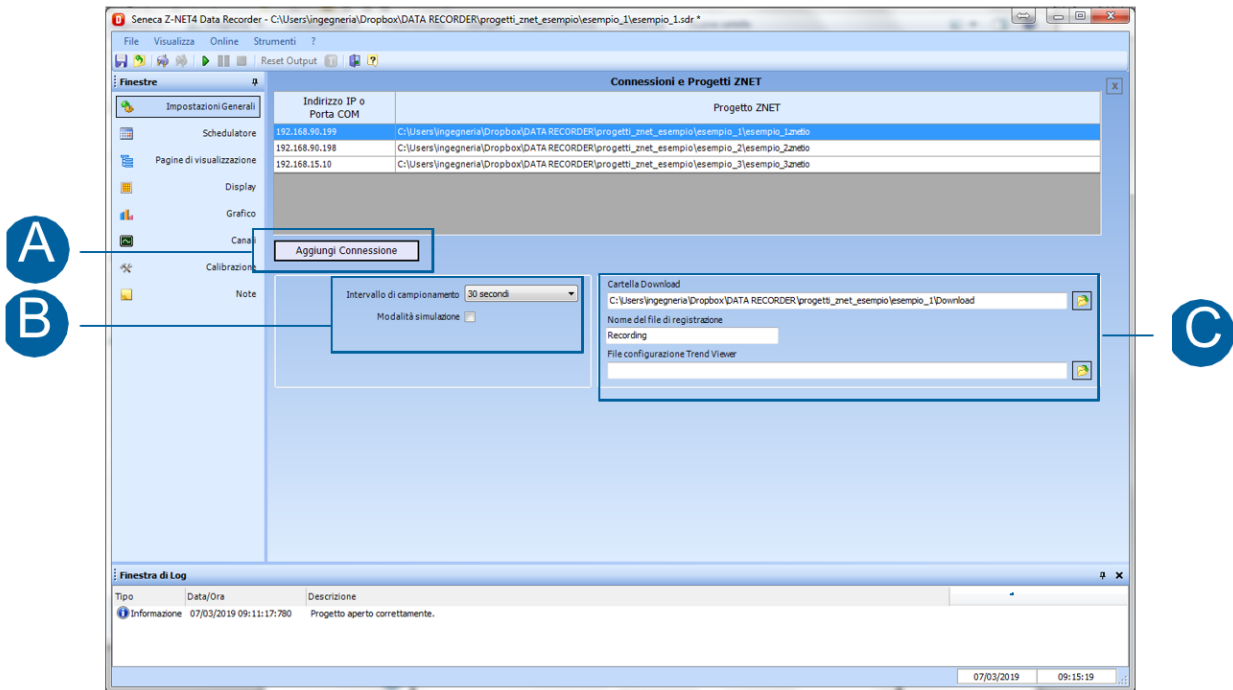 Seneca Z-NET4 Data Recorder - C:\Users\ingegneria\Dropbox\DATA RECORDER\progetti_znet_esempio\esempio_1\esempio_1.sdr *
File Visualizza Online Strumenti ?
Reset Output
Finestre
Impostazioni Generali
Schedulatore
Pagine di visualizzazione
Display
Grafico
Canali
Calibrazione
Note
Connessioni e Progetti ZNET
X
Indirizzo IP o
Porta COM
Progetto ZNET
192.168.90.199 C:\Users\ingegneria\Dropbox\DATA RECORDER\progetti_znet_esempio\esempio_1\esempio_1.znetio
192.168.90.198 C:\Users\ingegneria\Dropbox\DATA RECORDER\progetti_znet_esempio\esempio_2\esempio_2.znetio
192.168.15.10 C:\Users\ingegneria\Dropbox\DATA RECORDER\progetti_znet_esempio\esempio_3\esempio_3.znetio
A
Aggiungi Connessione
B
Intervallo di campionamento 30 secondi
Modalità simulazione
Cartella Download
C:\Users\ingegneria\Dropbox\DATA RECORDER\progetti_znet_esempio\esempio_1\Download
Nome del file di registrazione
Recording
File configurazione Trend Viewer
C
Finestra di Log
Tipo Data/Ora Descrizione
Informazione 07/03/2019 09:11:17:780 Progetto aperto correttamente.
07/03/2019 09:15:19